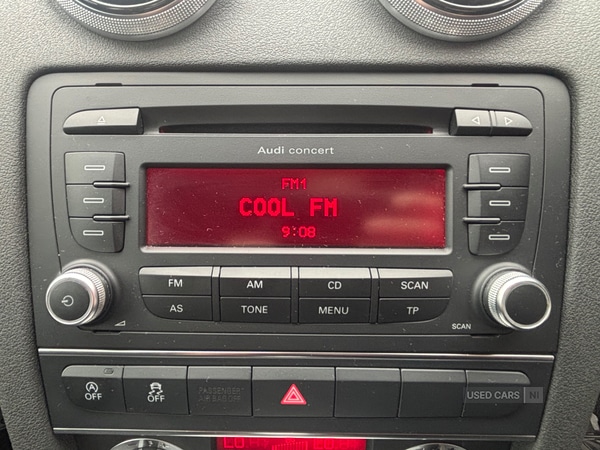 Audi concert
FM1
COOL FM
9:08
FM AM CD SCAN
AS TONE MENU TP
SCAN
OFF OFF PASSENGER
AIR BAG OFF
USED CARS NI
LO